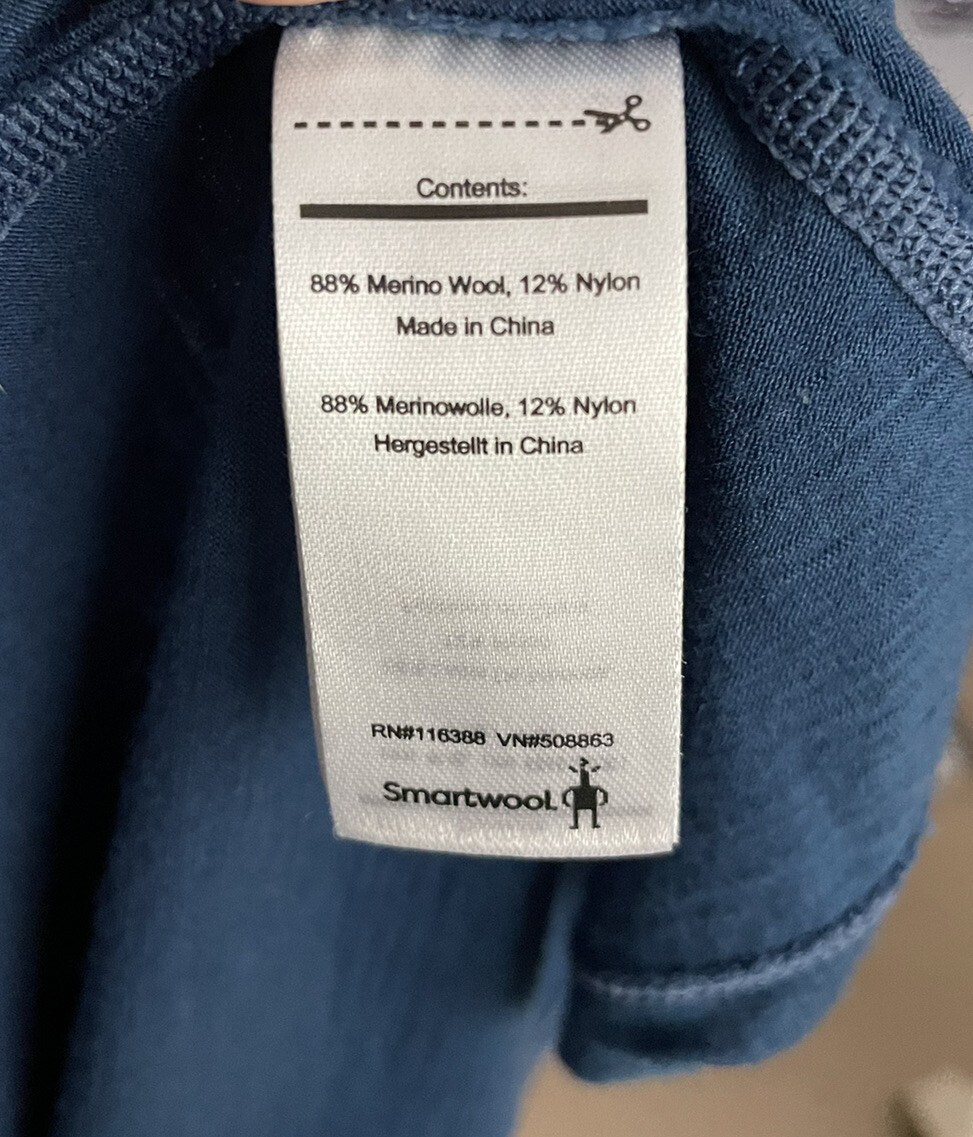 Contents:
88% Merino Wool, 12% Nylon
Made in China
88% Merinowolle, 12% Nylon
Hergestellt in China
RN#116388 VN#508863
Smartwool